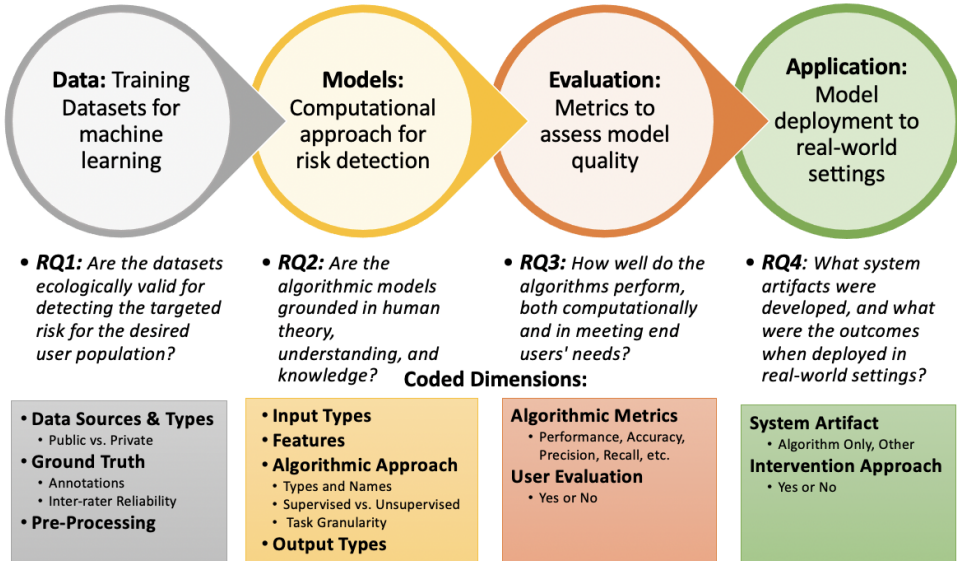 Data: Training
Datasets for
machine
learning
Models:
Computational
approach for
risk detection
Evaluation:
Metrics to
assess model
quality
Application:
Model
deployment to
real-world
settings
• RQ1: Are the datasets
ecologically valid for
detecting the targeted
risk for the desired
user population?
• RQ2: Are the
algorithmic models
grounded in human
theory,
understanding, and
knowledge?
• RQ3: How well do the
algorithms perform,
both computationally
and in meeting end
users' needs?
• RQ4: What system
artifacts were
developed, and what
were the outcomes
when deployed in
real-world settings?
Coded Dimensions:
• Data Sources & Types
• Public vs. Private
• Ground Truth
• Annotations
• Inter-rater Reliability
• Pre-Processing
• Input Types
• Features
• Algorithmic Approach
• Types and Names
• Supervised vs. Unsupervised
• Task Granularity
• Output Types
Algorithmic Metrics
• Performance, Accuracy,
Precision, Recall, etc.
User Evaluation
• Yes or No
System Artifact
• Algorithm Only, Other
Intervention Approach
• Yes or No